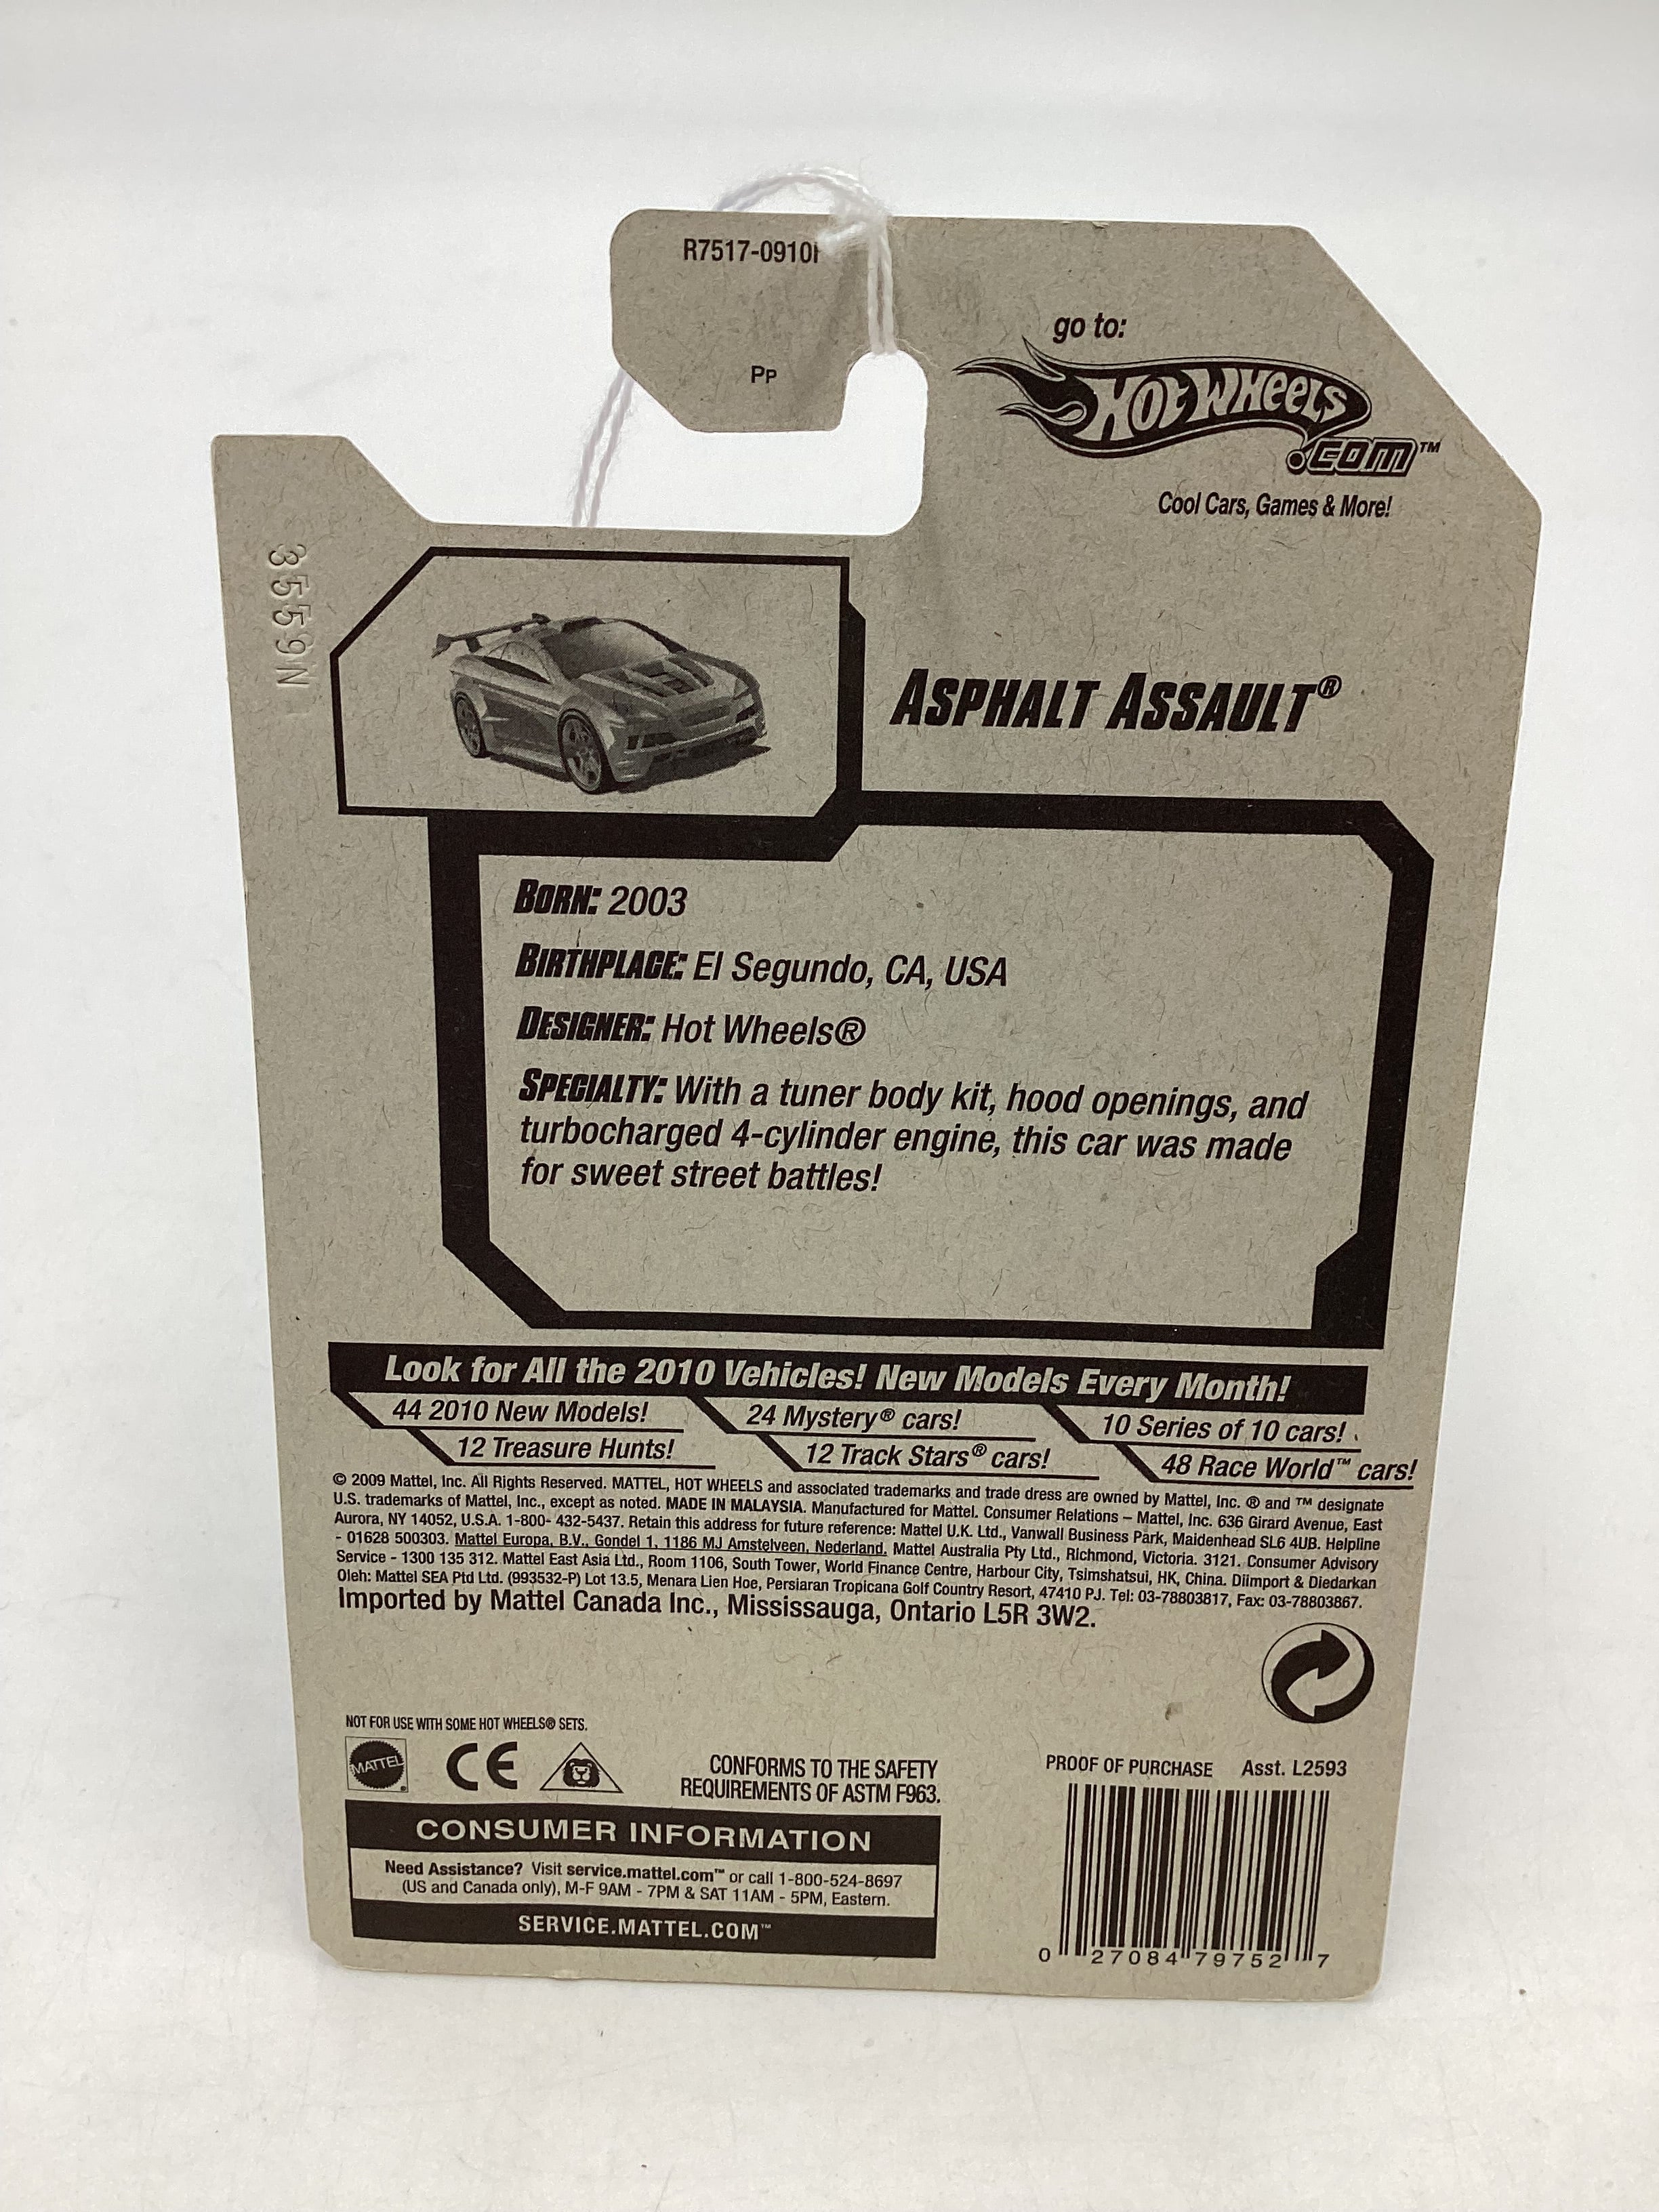 R7517-0910
Pp
go to:
Hot Wheels
.com™
Cool Cars, Games & More!
3559N
Asphalt Assault®
Born: 2003
Birthplace: El Segundo, CA, USA
Designer: Hot Wheels®
Specialty: With a tuner body kit, hood openings, and
turbocharged 4-cylinder engine, this car was made
for sweet street battles!
Look for All the 2010 Vehicles! New Models Every Month!
44 2010 New Models!
24 Mystery® cars!
10 Series of 10 cars!
12 Treasure Hunts!
12 Track Stars® cars!
48 Race World™ cars!
© 2009 Mattel, Inc. All Rights Reserved. MATTEL, HOT WHEELS and associated trademarks and trade dress are owned by Mattel, Inc. ® and ™ designate
U.S. trademarks of Mattel, Inc., except as noted. MADE IN MALAYSIA. Manufactured for Mattel. Consumer Relations – Mattel, Inc. 636 Girard Avenue, East
Aurora, NY 14052, U.S.A. 1-800- 432-5437. Retain this address for future reference: Mattel U.K. Ltd., Vanwall Business Park, Maidenhead SL6 4UB. Helpline
- 01628 500303. Mattel Europa, B.V., Gondel 1, 1186 MJ Amstelveen, Nederland. Mattel Australia Pty Ltd., Richmond, Victoria. 3121. Consumer Advisory
Service - 1300 135 312. Mattel East Asia Ltd., Room 1106, South Tower, World Finance Centre, Harbour City, Tsimshatsui, HK, China. Diimport & Diedarkan
Oleh: Mattel SEA Ptd Ltd. (993532-P) Lot 13.5, Menara Lien Hoe, Persiaran Tropicana Golf Country Resort, 47410 PJ. Tel: 03-78803817, Fax: 03-78803867.
Imported by Mattel Canada Inc., Mississauga, Ontario L5R 3W2.
NOT FOR USE WITH SOME HOT WHEELS® SETS.
MATTEL
CE
CONFORMS TO THE SAFETY
REQUIREMENTS OF ASTM F963.
PROOF OF PURCHASE Asst. L2593
CONSUMER INFORMATION
Need Assistance? Visit service.mattel.com™ or call 1-800-524-8697
(US and Canada only), M-F 9AM - 7PM & SAT 11AM - 5PM, Eastern.
SERVICE.MATTEL.COM™
0 27084 79752 7